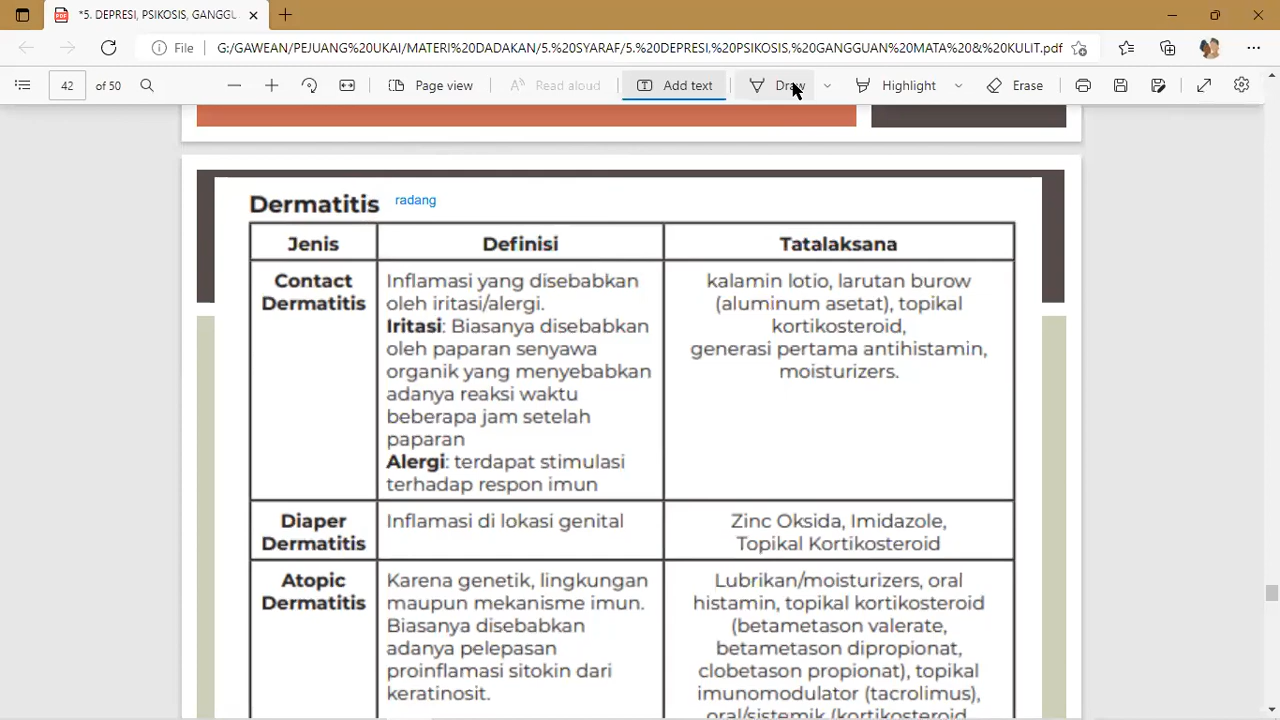 *5. DEPRESI, PSIKOSIS, GANGGU
File G:/GAWEAN/PEJUANG%20UKAI/MATERI%20DADAKAN/5.%20SYARAF/5.%20DEPRESI,%20PSIKOSIS,%20GANGGUAN%20MATA%20&%20KULIT.pdf
42 of 50 Page view Read aloud Add text Draw Highlight Erase
Dermatitis radang
Jenis Definisi Tatalaksana
Contact
Dermatitis
Inflamasi yang disebabkan
oleh iritasi/alergi.
Iritasi: Biasanya disebabkan
oleh paparan senyawa
organik yang menyebabkan
adanya reaksi waktu
beberapa jam setelah
paparan
Alergi: terdapat stimulasi
terhadap respon imun
kalamin lotio, larutan burow
(aluminum asetat), topikal
kortikosteroid,
generasi pertama antihistamin,
moisturizers.
Diaper
Dermatitis
Inflamasi di lokasi genital
Zinc Oksida, Imidazole,
Topikal Kortikosteroid
Atopic
Dermatitis
Karena genetik, lingkungan
maupun mekanisme imun.
Biasanya disebabkan
adanya pelepasan
proinflamasi sitokin dari
keratinosit.
Lubrikan/moisturizers, oral
histamin, topikal kortikosteroid
(betametason valerate,
betametason dipropionat,
clobetason propionat), topikal
imunomodulator (tacrolimus),
oral/sistemik (kortikosteroid,